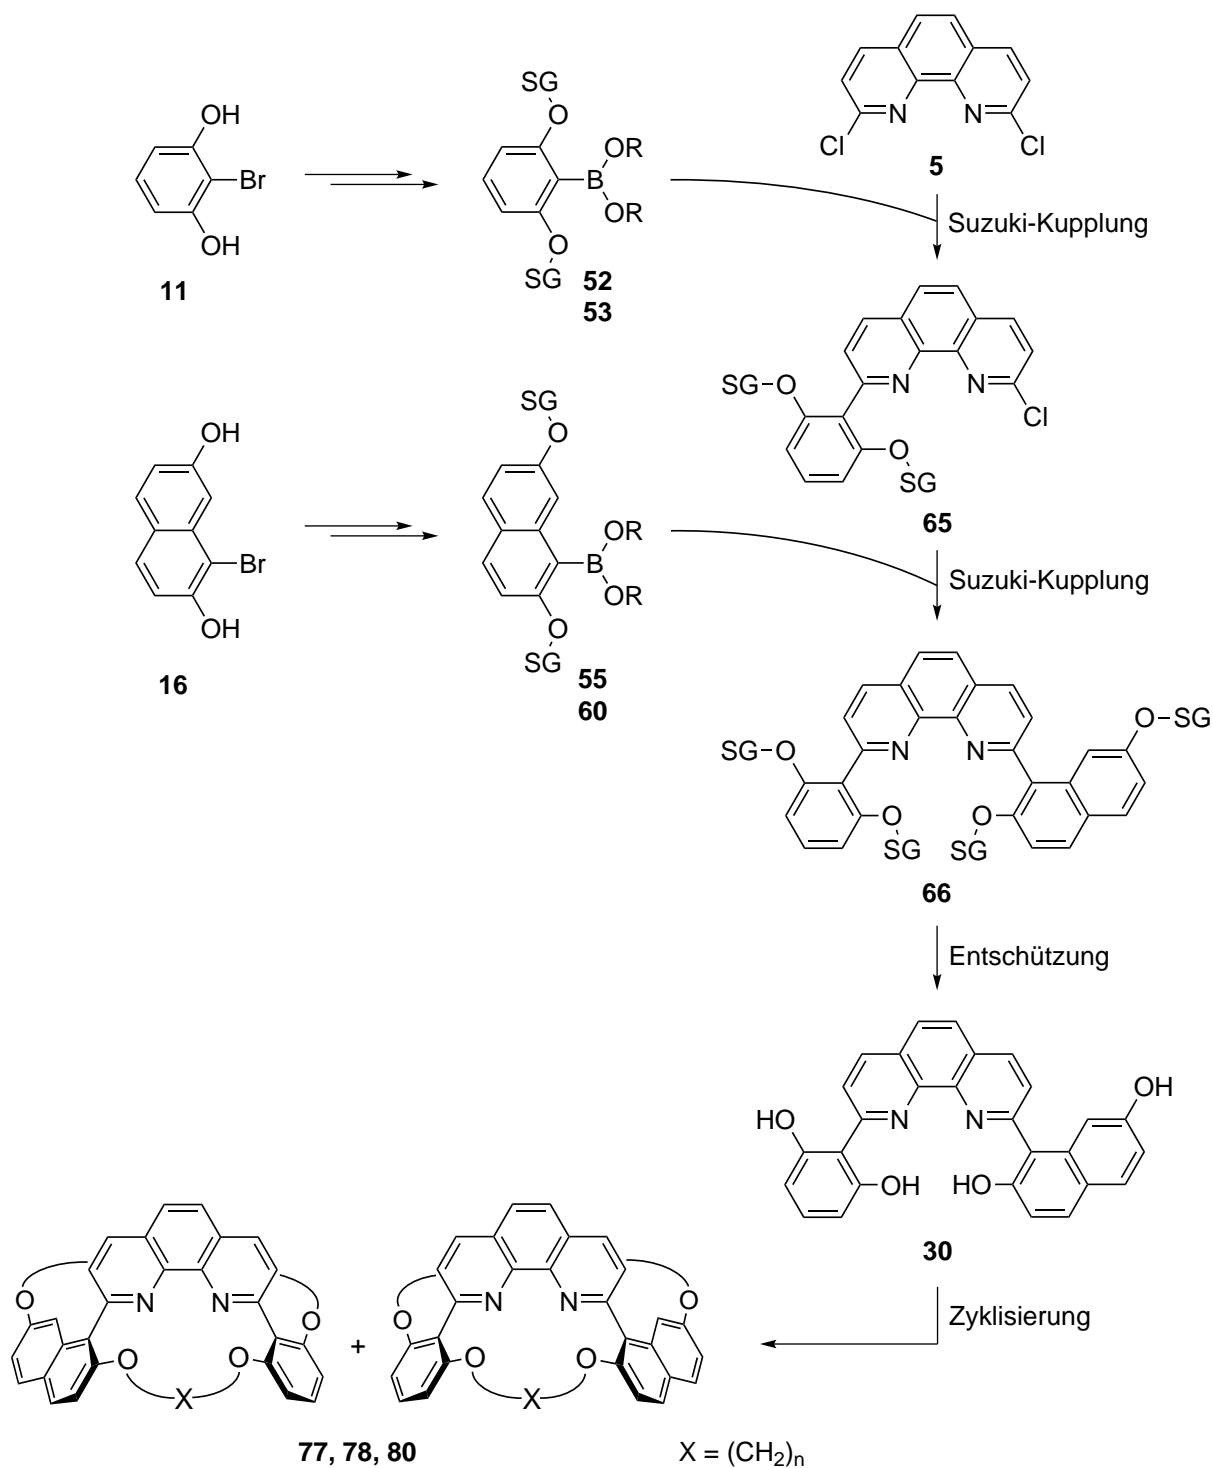 OH
Br
OH
11
SG
O
B
OR
OR
O
SG
52
53
N
N
Cl
Cl
5
Suzuki-Kupplung
N
N
SG–O
O
SG
Cl
65
OH
Br
OH
16
SG
O
B
OR
OR
O
SG
55
60
Suzuki-Kupplung
N
N
SG–O
O–SG
O
SG
O
SG
66
Entschützung
N
N
HO
OH
OH
HO
30
Zyklisierung
N
N
O
O
O
O
X
+
N
N
O
O
O
O
X
77, 78, 80
X = (CH2)n